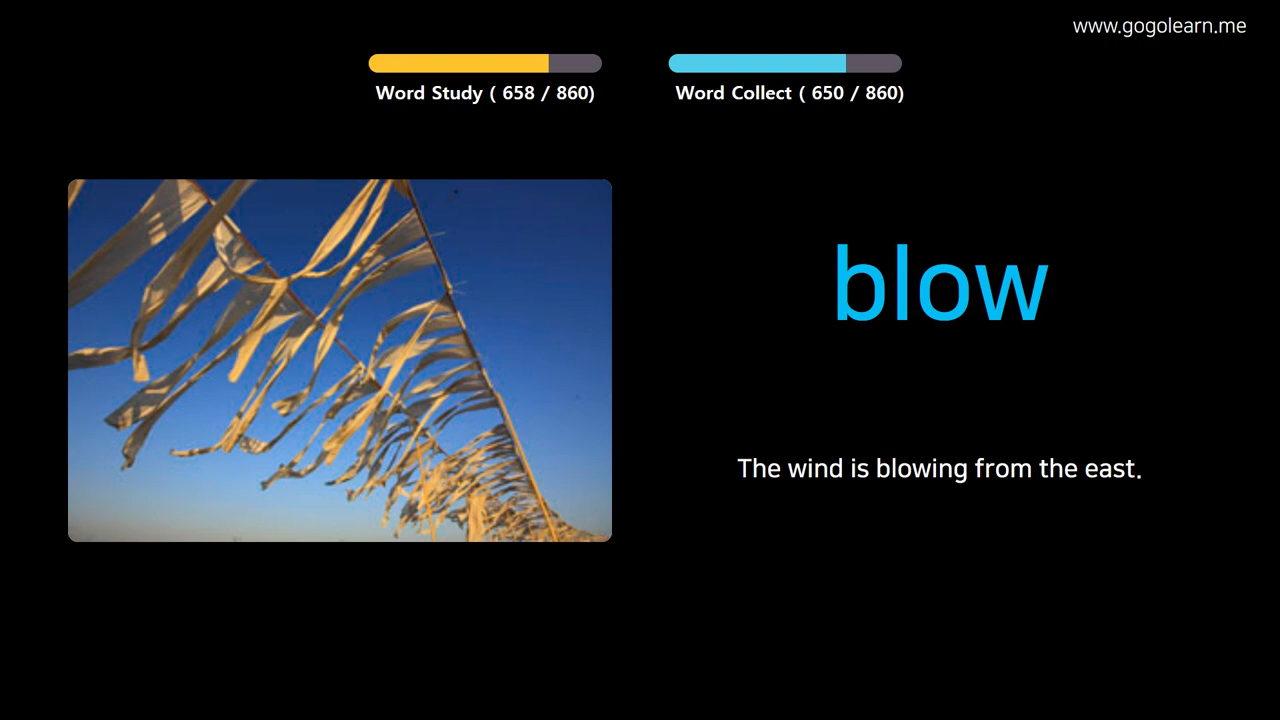 www.gogolearn.me
Word Study ( 658 / 860)
Word Collect ( 650 / 860)
blow
The wind is blowing from the east.